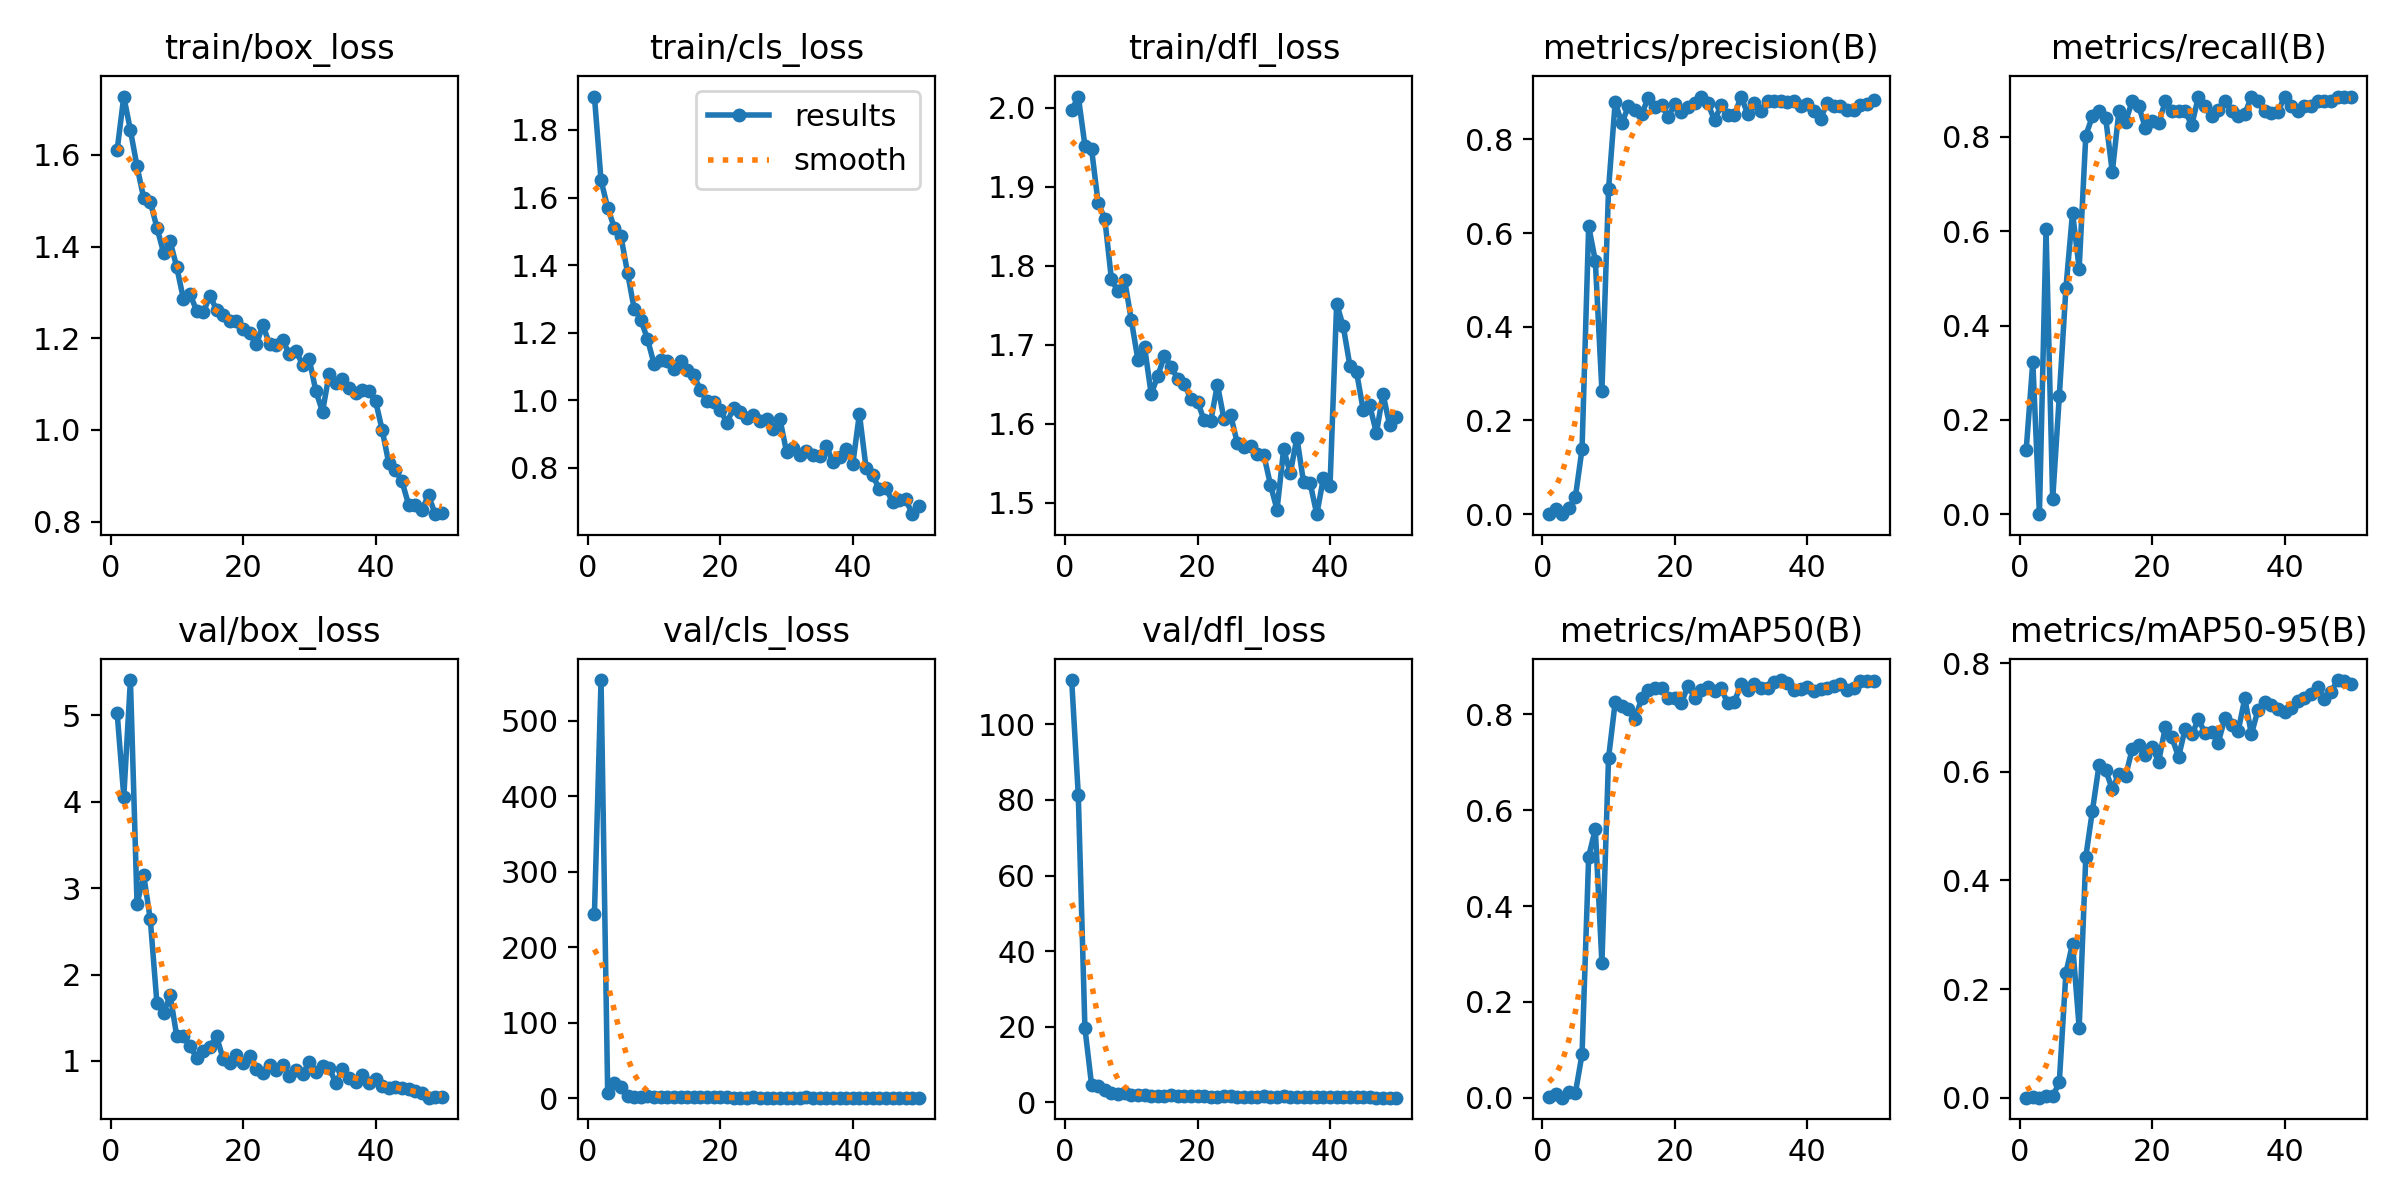 train/box_loss
1.6
1.4
1.2
1.0
0.8
0 20 40
train/cls_loss
results
smooth
1.8
1.6
1.4
1.2
1.0
0.8
0 20 40
train/dfl_loss
2.0
1.9
1.8
1.7
1.6
1.5
0 20 40
metrics/precision(B)
0.8
0.6
0.4
0.2
0.0
0 20 40
metrics/recall(B)
0.8
0.6
0.4
0.2
0.0
0 20 40
val/box_loss
5
4
3
2
1
0 20 40
val/cls_loss
500
400
300
200
100
0
0 20 40
val/dfl_loss
100
80
60
40
20
0
0 20 40
metrics/mAP50(B)
0.8
0.6
0.4
0.2
0.0
0 20 40
metrics/mAP50-95(B)
0.8
0.6
0.4
0.2
0.0
0 20 40